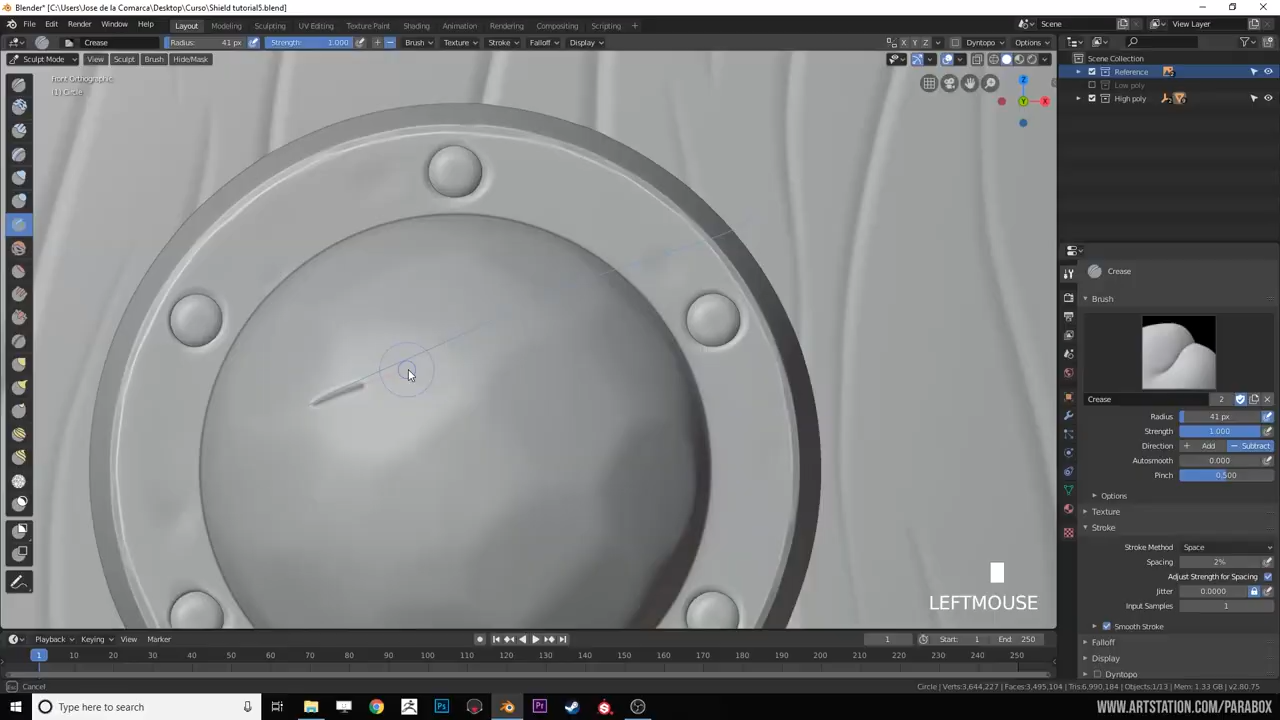 Blender* [C:\Users\Jose de la Comarca\Desktop\Curso\Shield tutorial5.blend]
File Edit Render Window Help Layout Modeling Sculpting UV Editing Texture Paint Shading Animation Rendering Compositing Scripting + Scene View Layer
Crease Radius: 41 px Strength: 1.000 Brush Texture Stroke Falloff Display X Y Z Dyntopo Options
Sculpt Mode View Sculpt Brush Hide/Mask
Scene Collection
Front Orthographic
(1) Circle
Reference
Low poly
High poly
Z
Y
X
Crease
Brush
Crease 2
Radius 41 px
Strength 1.000
Direction + Add − Subtract
Autosmooth 0.000
Pinch 0.500
Options
Texture
Stroke
Stroke Method Space
Spacing 2%
Adjust Strength for Spacing
Jitter 0.0000
Input Samples 1
Smooth Stroke
Falloff
Display
Dyntopo
LEFTMOUSE
Playback Keying View Marker 1 Start: 1 End: 250
1 10 20 30 40 50 60 70 80 90 100 110 120 130 140 150 160 170 180 190 200 210 220 230 240 250
Cancel Circle | Verts:3,644,227 | Faces:3,495,104 | Tris:6,990,184 | Objects:1/13 | Mem: 1.33 GB | v2.80.75
Type here to search
WWW.ARTSTATION.COM/PARABOX